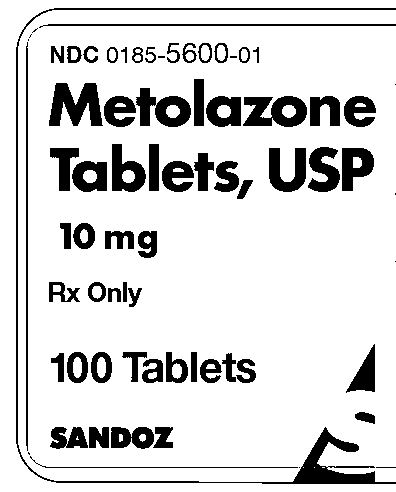 NDC 0185-5600-01
Metolazone
Tablets, USP
10 mg
Rx Only
100 Tablets
SANDOZ